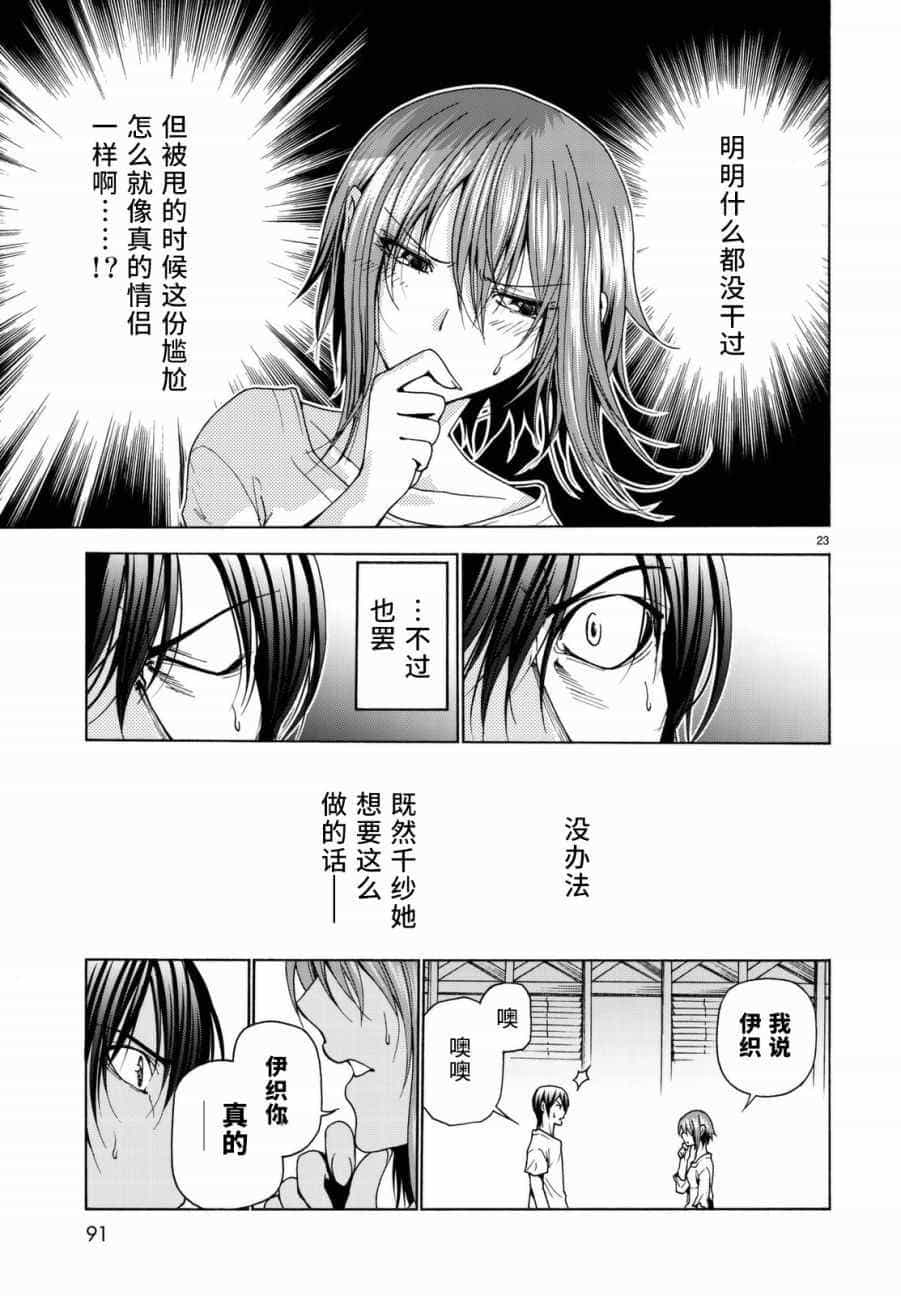 明明什么都没干过
但被甩的时候这份尴尬
怎么就像真的情侣
一样啊……!?
23
…不过
也罢
没办法
既然千纱她
想要这么
做的话——
我说
伊织
噢
噢噢
伊织你
真的
——
91